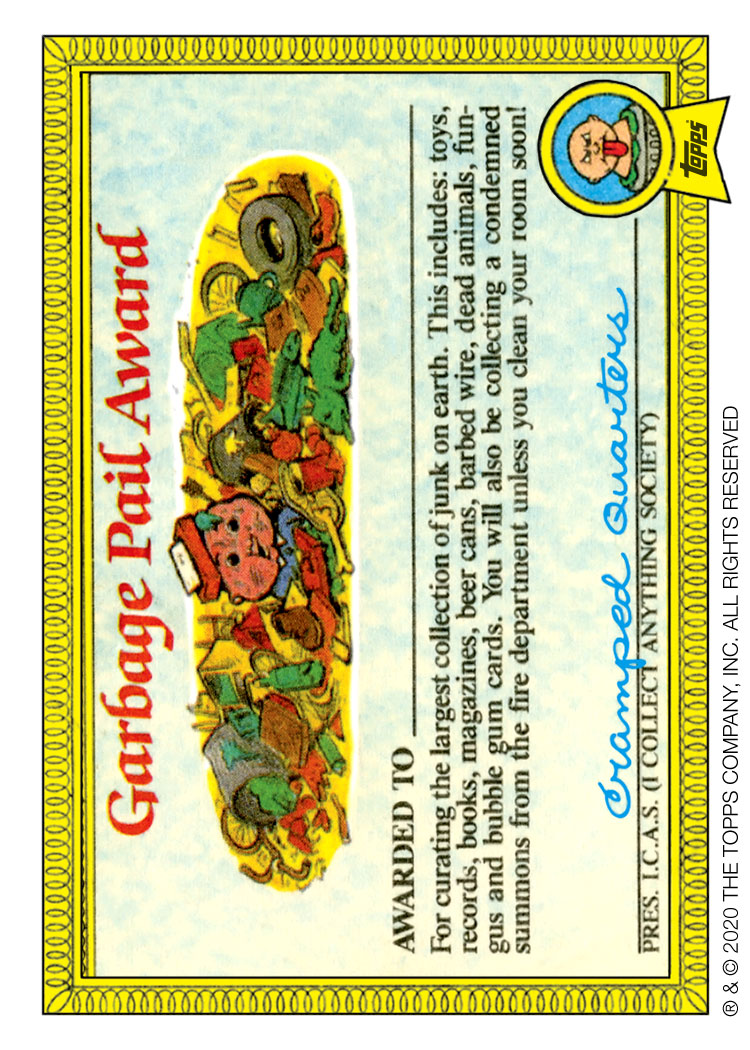 Garbage Pail Award
AWARDED TO
For curating the largest collection of junk on earth. This includes: toys,
records, books, magazines, beer cans, barbed wire, dead animals, fun-
gus and bubble gum cards. You will also be collecting a condemned
summons from the fire department unless you clean your room soon!
Cramped Quarters
PRES. I.C.A.S. (I COLLECT ANYTHING SOCIETY)
topps
® & © 2020 THE TOPPS COMPANY, INC. ALL RIGHTS RESERVED